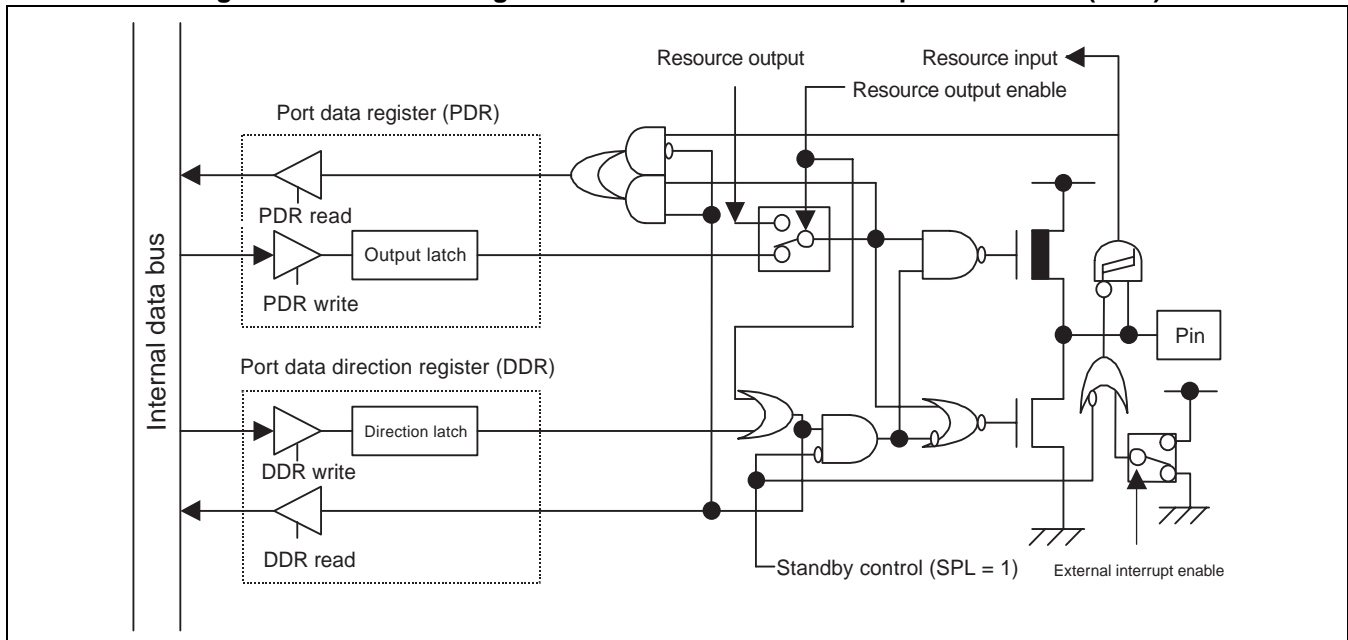 Resource output
Resource input
Resource output enable
Port data register (PDR)
PDR read
Output latch
PDR write
Internal data bus
Pin
Port data direction register (DDR)
Direction latch
DDR write
DDR read
Standby control (SPL = 1)
External interrupt enable